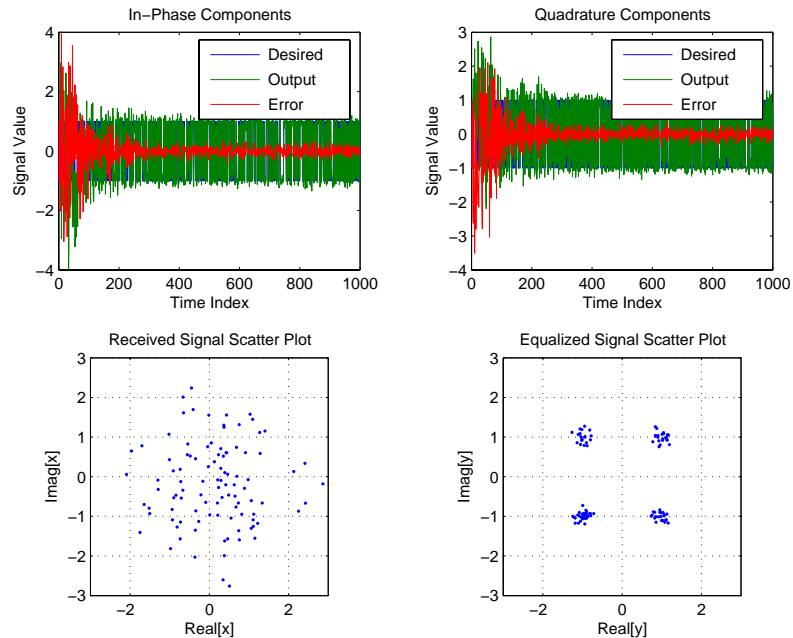 In−Phase Components
4
2
0
−2
−4
Signal Value
Desired
Output
Error
0
200
400
600
800
1000
Time Index
Quadrature Components
3
2
1
0
−1
−2
−3
−4
Signal Value
Desired
Output
Error
0
200
400
600
800
1000
Time Index
Received Signal Scatter Plot
3
2
1
0
−1
−2
−3
Imag[x]
−2
0
2
Real[x]
Equalized Signal Scatter Plot
3
2
1
0
−1
−2
−3
Imag[y]
−2
0
2
Real[y]